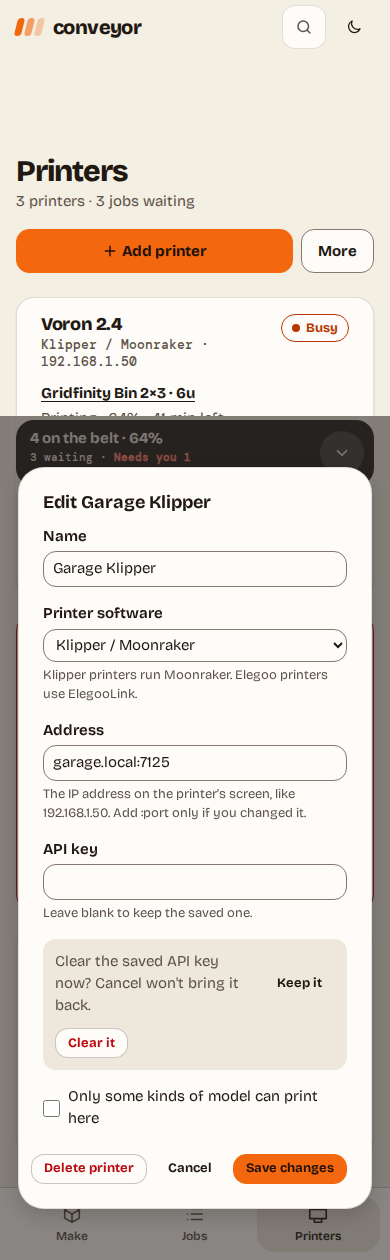 conveyor
Printers
3 printers · 3 jobs waiting
+ Add printer
More
Voron 2.4
Busy
Klipper / Moonraker ·
192.168.1.50
Gridfinity Bin 2×3 · 6u
4 on the belt · 64%
3 waiting · Needs you 1
Edit Garage Klipper
Name
Garage Klipper
Printer software
Klipper / Moonraker
Klipper printers run Moonraker. Elegoo printers
use ElegooLink.
Address
garage.local:7125
The IP address on the printer's screen, like
192.168.1.50. Add :port only if you changed it.
API key
Leave blank to keep the saved one.
Clear the saved API key
now? Cancel won't bring it
back.
Keep it
Clear it
Only some kinds of model can print
here
Delete printer
Cancel
Save changes
Make
Jobs
Printers